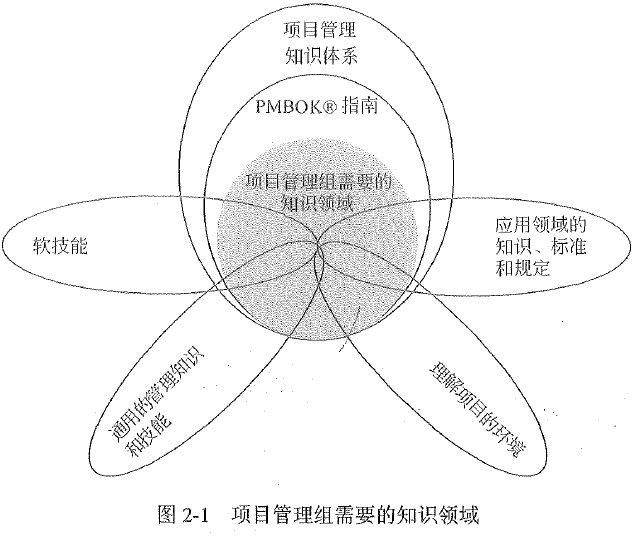 项目管理
知识体系
PMBOK® 指南
项目管理组需要的
知识领域
软技能
应用领域的
知识、标准
和规定
通用的管理知识
和技能
理解项目的环境
图 2-1 项目管理组需要的知识领域